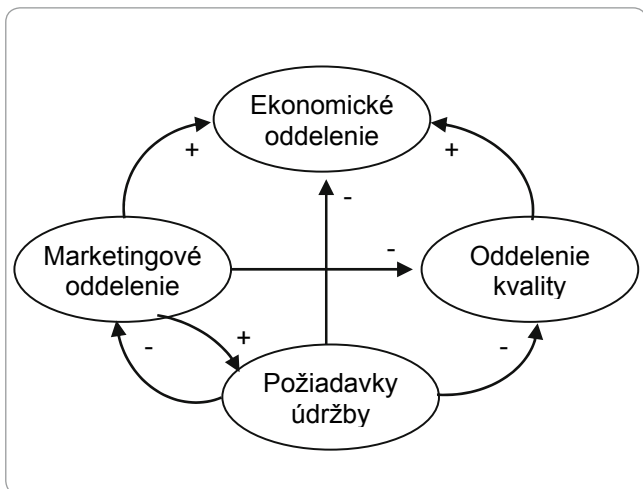 Ekonomické
oddelenie
+
+
-
Marketingové
oddelenie
-
Oddelenie
kvality
-
+
-
Požiadavky
údržby